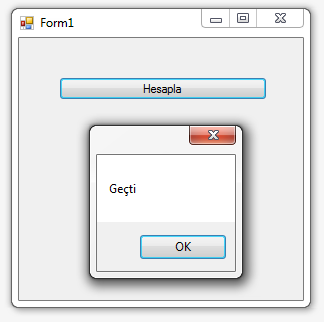 Form1
Hesapla
Geçti
OK